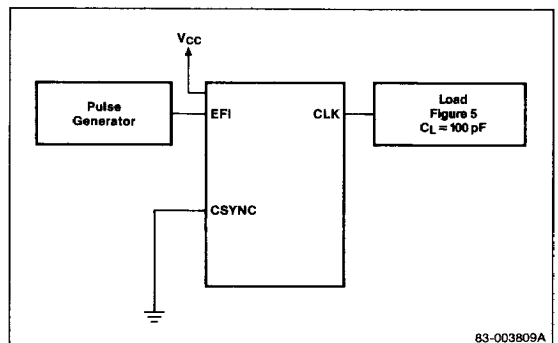 VCC
Pulse
Generator
EFI
CLK
Load
Figure 5
CL = 100 pF
CSYNC
83-003809A